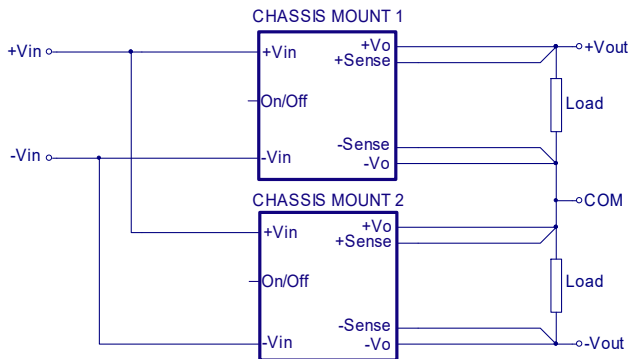 CHASSIS MOUNT 1
+Vin
+Vin
+Vo
+Vout
+Sense
On/Off
Load
-Sense
-Vin
-Vin
-Vo
CHASSIS MOUNT 2
COM
+Vin
+Vo
+Sense
On/Off
Load
-Sense
-Vin
-Vo
-Vout